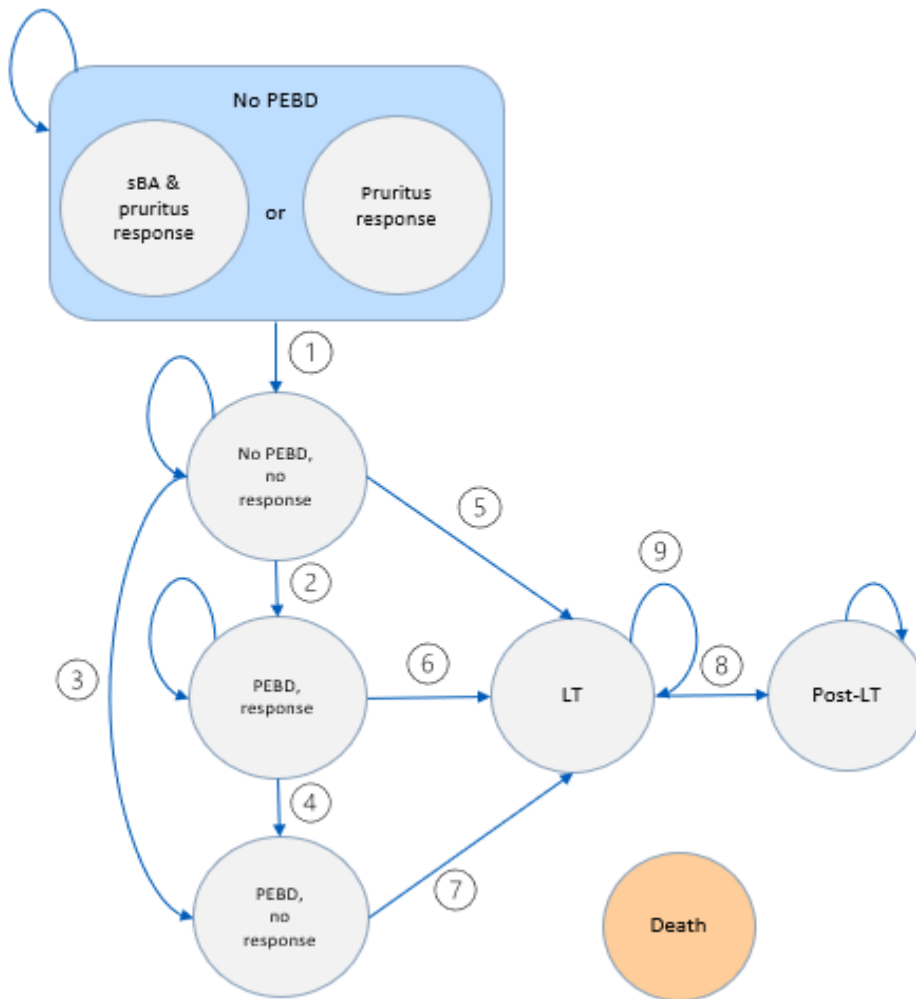 No PEBD
sBA &
pruritus
response
or
Pruritus
response
1
No PEBD,
no
response
5
9
2
3
PEBD,
response
6
LT
8
Post-LT
4
PEBD,
no
response
7
Death